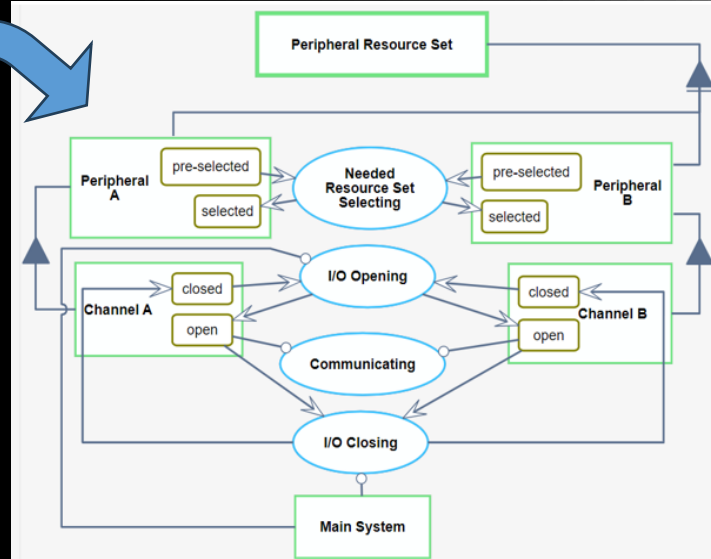 Peripheral Resource Set
Peripheral
A
pre-selected
selected
Needed
Resource Set
Selecting
pre-selected
selected
Peripheral
B
Channel A
closed
open
I/O Opening
closed
open
Channel B
Communicating
I/O Closing
Main System